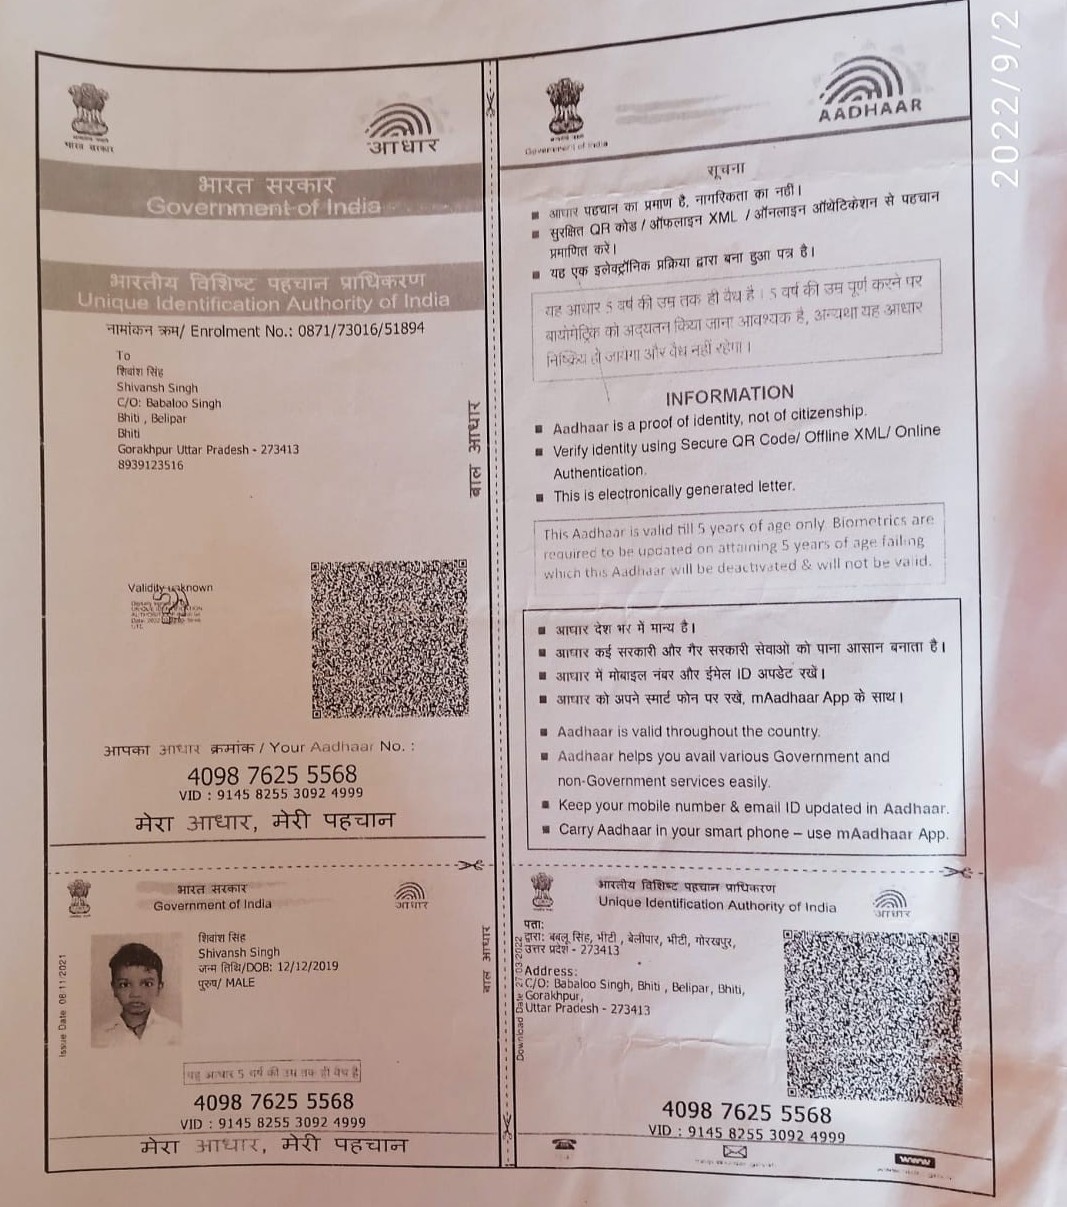 2022/9/2
भारत सरकार
आधार
भारत सरकार
Government of India
भारतीय विशिष्ट पहचान प्राधिकरण
Unique Identification Authority of India
नामांकन क्रम/ Enrolment No.: 0871/73016/51894
To
शिवांश सिंह
Shivansh Singh
C/O: Babaloo Singh
Bhiti , Belipar
Bhiti
Gorakhpur Uttar Pradesh - 273413
8939123516
बाल आधार
Validity unknown
आपका आधार क्रमांक / Your Aadhaar No. :
4098 7625 5568
VID : 9145 8255 3092 4999
मेरा आधार, मेरी पहचान
Government of India
AADHAAR
सूचना
■ आधार पहचान का प्रमाण है, नागरिकता का नहीं।
■ सुरक्षित QR कोड / ऑफलाइन XML / ऑनलाइन ऑथेंटिकेशन से पहचान
प्रमाणित करें।
■ यह एक इलेक्ट्रॉनिक प्रक्रिया द्वारा बना हुआ पत्र है।
यह आधार 5 वर्ष की उम्र तक ही वैध है। 5 वर्ष की उम्र पूर्ण करने पर
बायोमेट्रिक को अद्यतन किया जाना आवश्यक है, अन्यथा यह आधार
निष्क्रिय हो जायेगा और वैध नहीं रहेगा।
INFORMATION
■ Aadhaar is a proof of identity, not of citizenship.
■ Verify identity using Secure QR Code/ Offline XML/ Online
Authentication.
■ This is electronically generated letter.
This Aadhaar is valid till 5 years of age only. Biometrics are
required to be updated on attaining 5 years of age failing
which this Aadhaar will be deactivated & will not be valid.
■ आधार देश भर में मान्य है।
■ आधार कई सरकारी और गैर सरकारी सेवाओं को पाना आसान बनाता है।
■ आधार में मोबाइल नंबर और ईमेल ID अपडेट रखें।
■ आधार को अपने स्मार्ट फोन पर रखें, mAadhaar App के साथ।
■ Aadhaar is valid throughout the country.
■ Aadhaar helps you avail various Government and
non-Government services easily.
■ Keep your mobile number & email ID updated in Aadhaar.
■ Carry Aadhaar in your smart phone – use mAadhaar App.
भारत सरकार
Government of India
आधार
Issue Date: 08/11/2021
शिवांश सिंह
Shivansh Singh
जन्म तिथि/DOB: 12/12/2019
पुरुष/ MALE
बाल आधार
यह आधार 5 वर्ष की उम्र तक ही वैध है
4098 7625 5568
VID : 9145 8255 3092 4999
मेरा आधार, मेरी पहचान
भारतीय विशिष्ट पहचान प्राधिकरण
Unique Identification Authority of India
आधार
Download Date: 27/03/2022
पता:
द्वारा: बबलू सिंह, भीटी , बेलीपार, भीटी, गोरखपुर,
उत्तर प्रदेश - 273413
Address:
C/O: Babaloo Singh, Bhiti , Belipar, Bhiti,
Gorakhpur,
Uttar Pradesh - 273413
4098 7625 5568
VID : 9145 8255 3092 4999
www